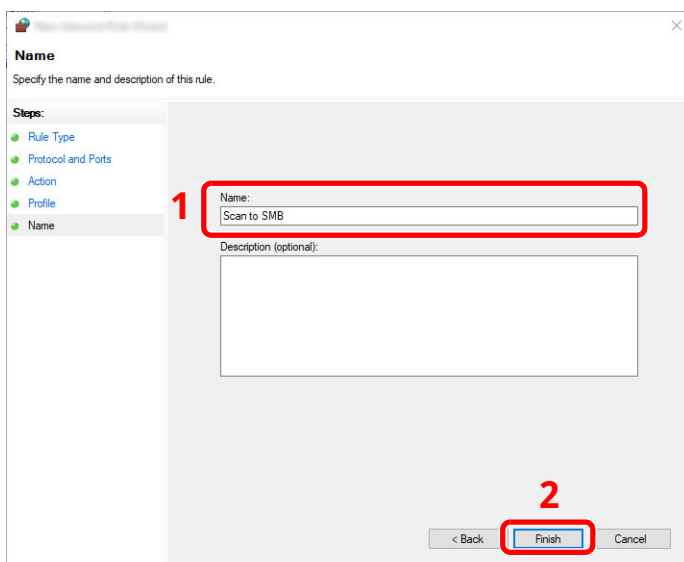 Name
Specify the name and description of this rule.
Steps:
Rule Type
Protocol and Ports
Action
Profile
Name
1
Name:
Scan to SMB
Description (optional):
2
< Back
Finish
Cancel